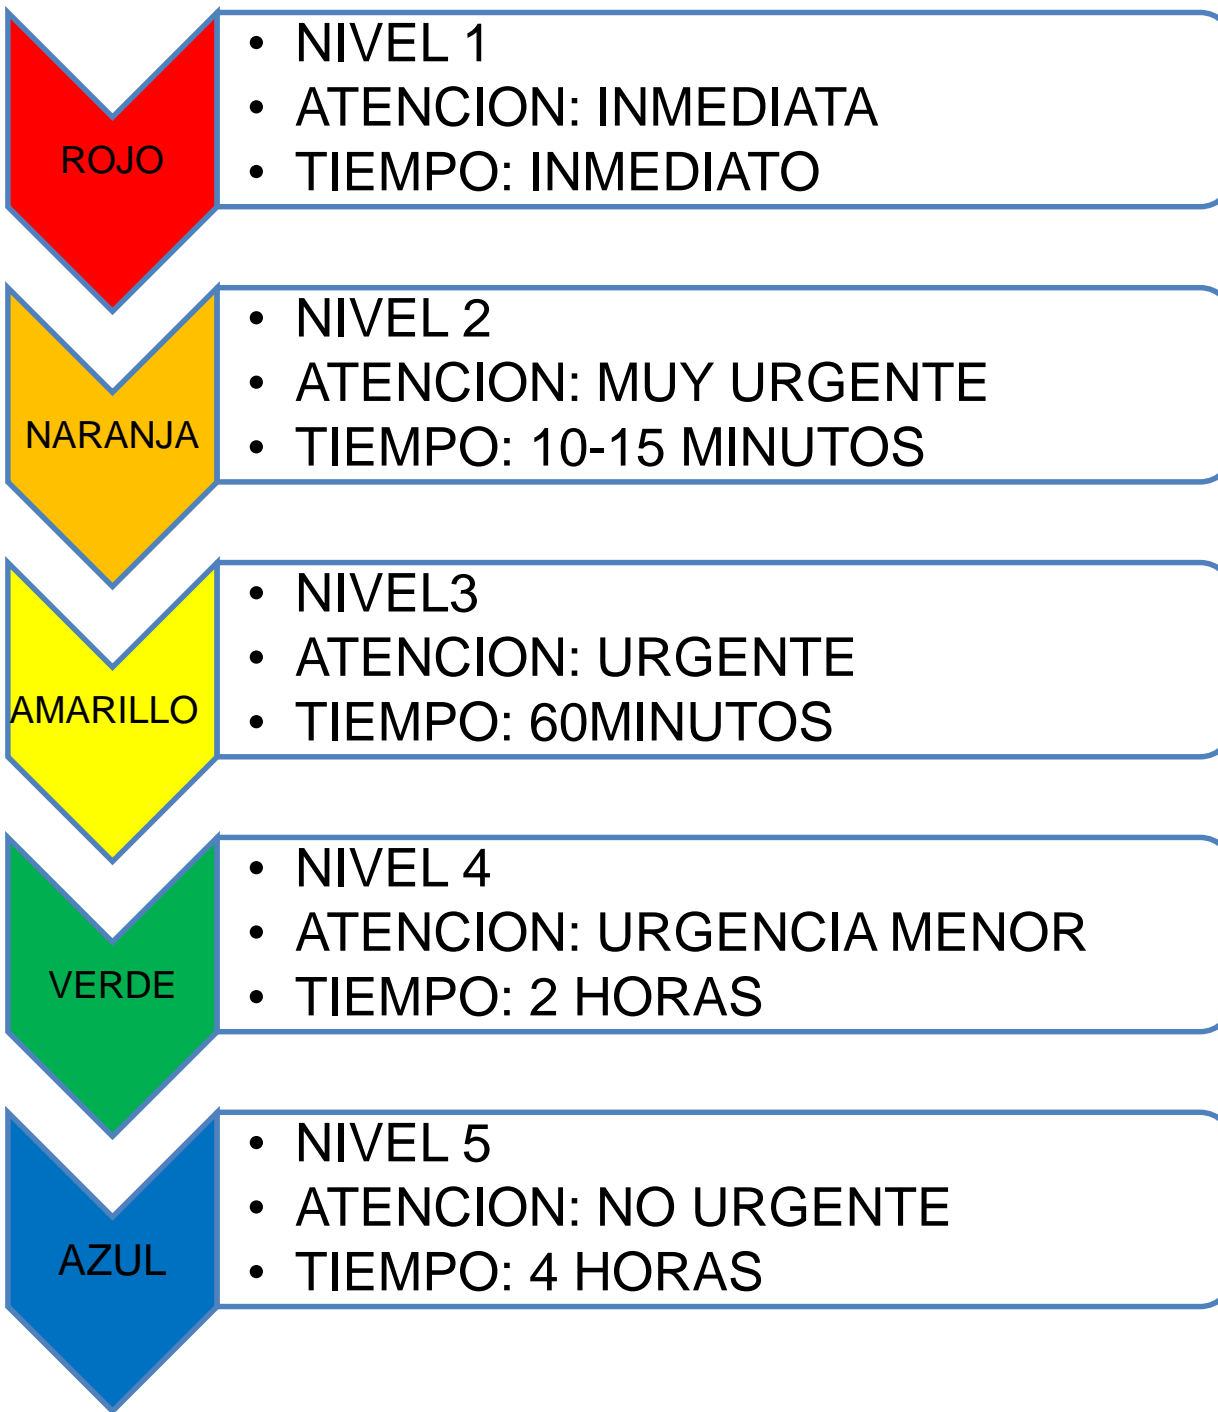 ROJO
• NIVEL 1
• ATENCION: INMEDIATA
• TIEMPO: INMEDIATO
NARANJA
• NIVEL 2
• ATENCION: MUY URGENTE
• TIEMPO: 10-15 MINUTOS
AMARILLO
• NIVEL3
• ATENCION: URGENTE
• TIEMPO: 60MINUTOS
VERDE
• NIVEL 4
• ATENCION: URGENCIA MENOR
• TIEMPO: 2 HORAS
AZUL
• NIVEL 5
• ATENCION: NO URGENTE
• TIEMPO: 4 HORAS